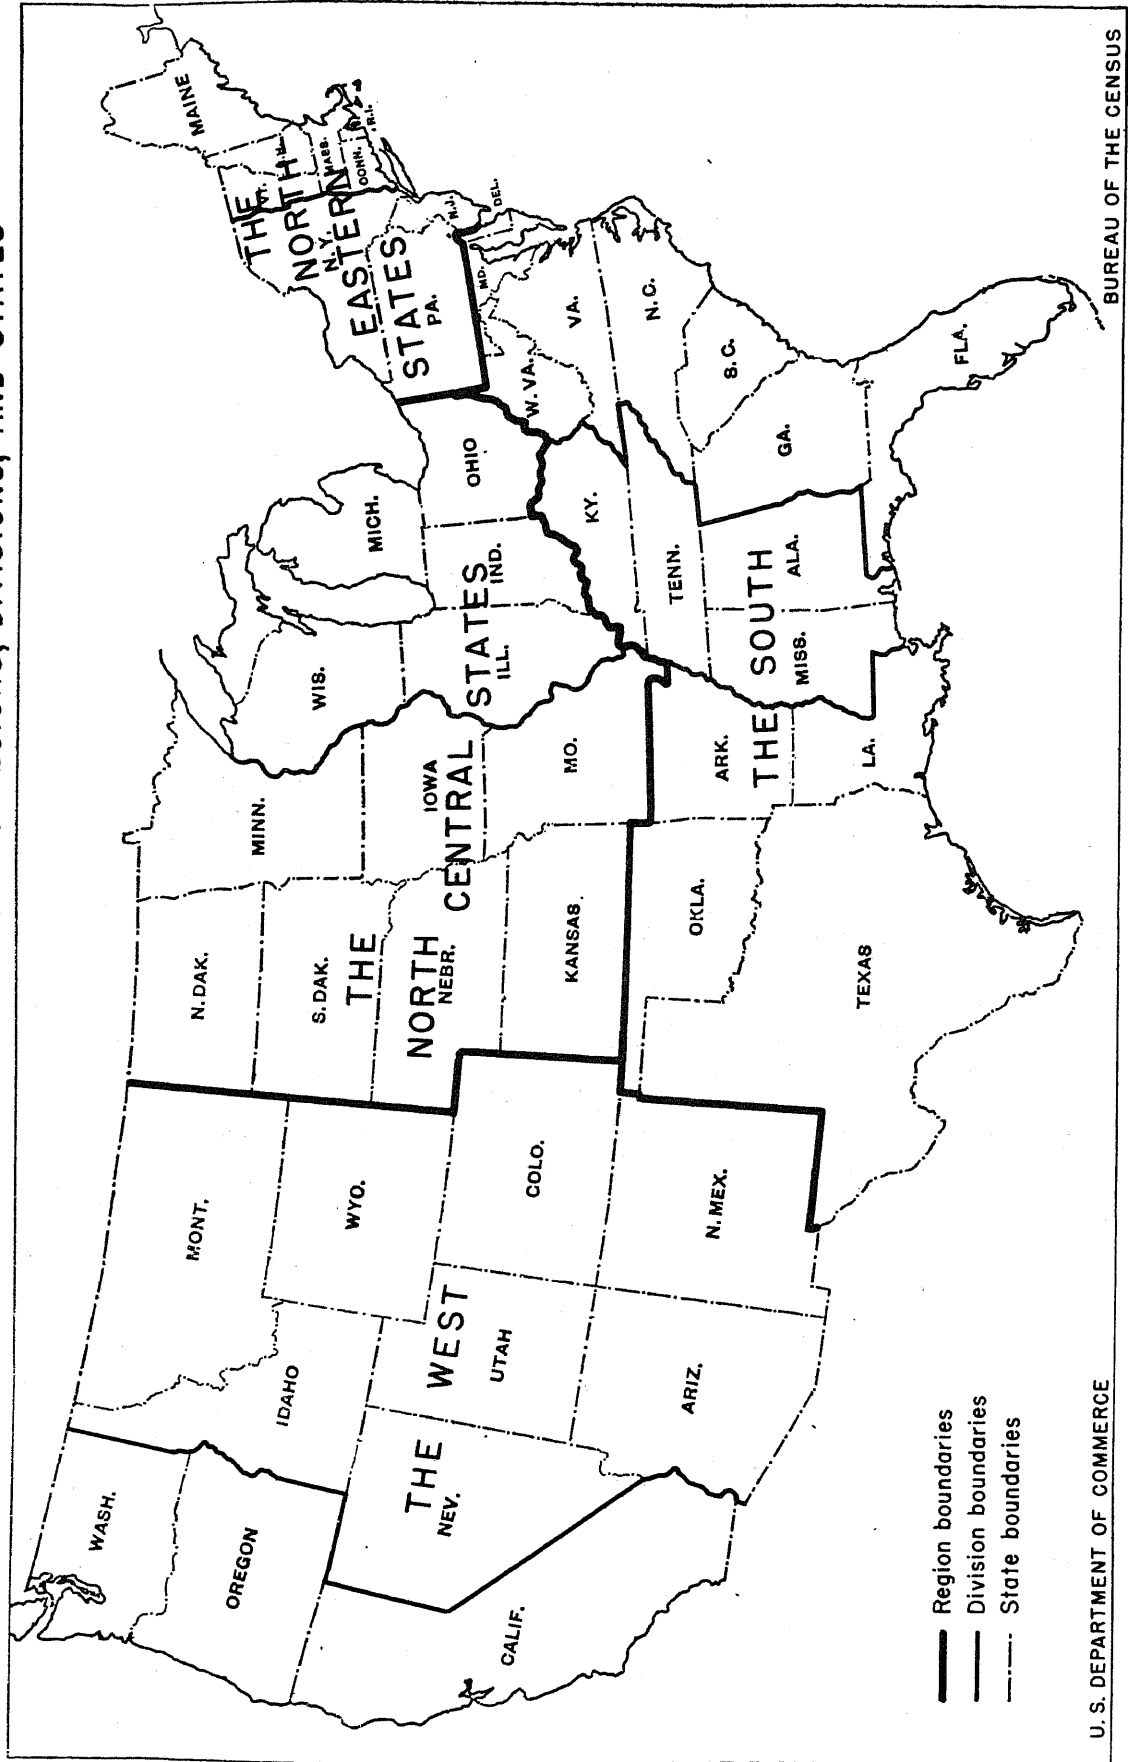 WASH.
OREGON
CALIF.
IDAHO
NEV.
MONT.
WYO.
UTAH
COLO.
ARIZ.
N. MEX.
THE WEST
N. DAK.
S. DAK.
NEBR.
KANSAS
MINN.
IOWA
MO.
WIS.
ILL.
MICH.
IND.
OHIO
THE
NORTH CENTRAL STATES
OKLA.
TEXAS
ARK.
LA.
KY.
TENN.
MISS.
ALA.
GA.
FLA.
S. C.
N. C.
VA.
W. VA.
MD.
DEL.
THE SOUTH
MAINE
VT.
N.H.
MASS.
CONN.
R.I.
N.Y.
N.J.
PA.
THE
NORTH
EASTERN
STATES
Region boundaries
Division boundaries
State boundaries
U. S. DEPARTMENT OF COMMERCE
BUREAU OF THE CENSUS